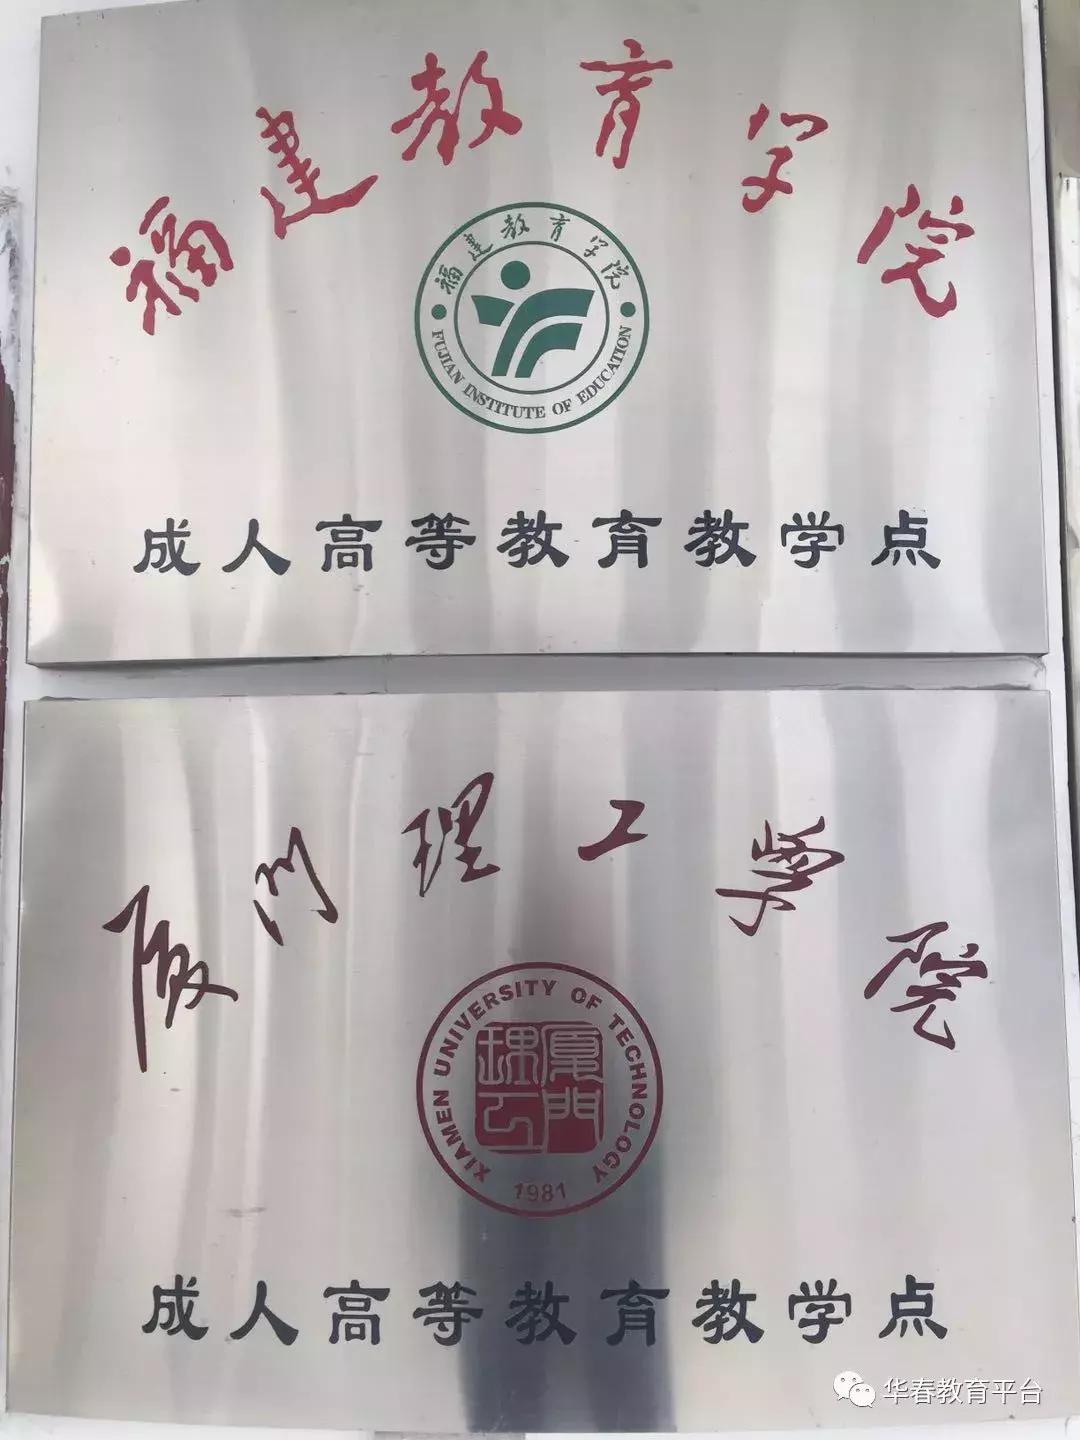 福建教育学院
福建教育学院
FUJIAN INSTITUTE OF EDUCATION
成人高等教育教学点
厦门理工学院
XIAMEN UNIVERSITY OF TECHNOLOGY
厦門
理工
1981
成人高等教育教学点
华春教育平台